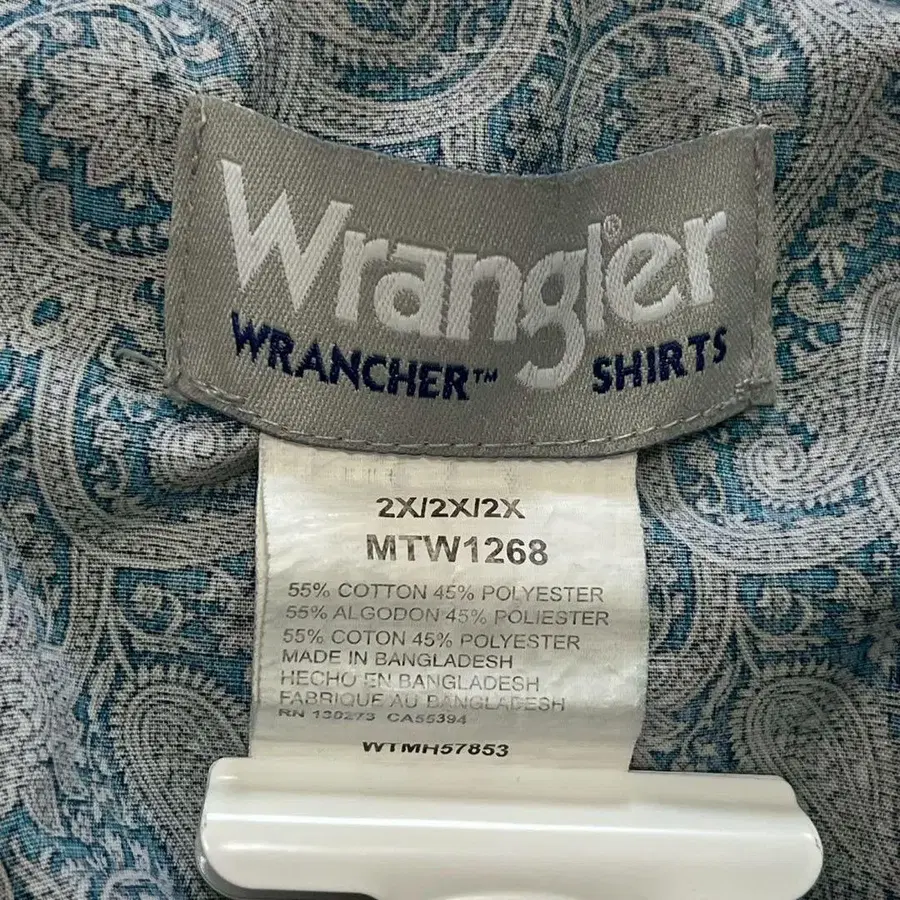 Wrangler®
WRANCHER™ SHIRTS
2X/2X/2X
MTW1268
55% COTTON 45% POLYESTER
55% ALGODON 45% POLIESTER
55% COTON 45% POLYESTER
MADE IN BANGLADESH
HECHO EN BANGLADESH
FABRIQUE AU BANGLADESH
RN 130273 CA55394
WTMH57853